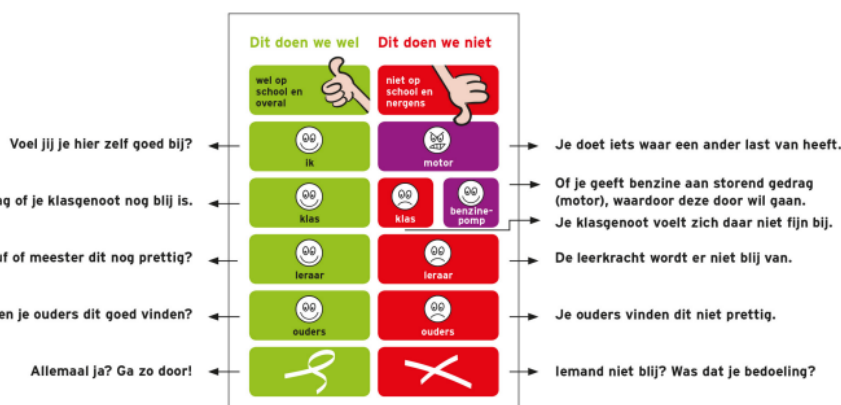 Dit doen we wel
Dit doen we niet
wel op
school en
overal
niet op
school en
nergens
Voel jij je hier zelf goed bij?
ik
motor
Je doet iets waar een ander last van heeft.
of je klasgenoot nog blij is.
klas
klas
benzine-
pomp
Of je geeft benzine aan storend gedrag
(motor), waardoor deze door wil gaan.
Je klasgenoot voelt zich daar niet fijn bij.
of meester dit nog prettig?
leraar
leraar
De leerkracht wordt er niet blij van.
je ouders dit goed vinden?
ouders
ouders
Je ouders vinden dit niet prettig.
Allemaal ja? Ga zo door!
Iemand niet blij? Was dat je bedoeling?